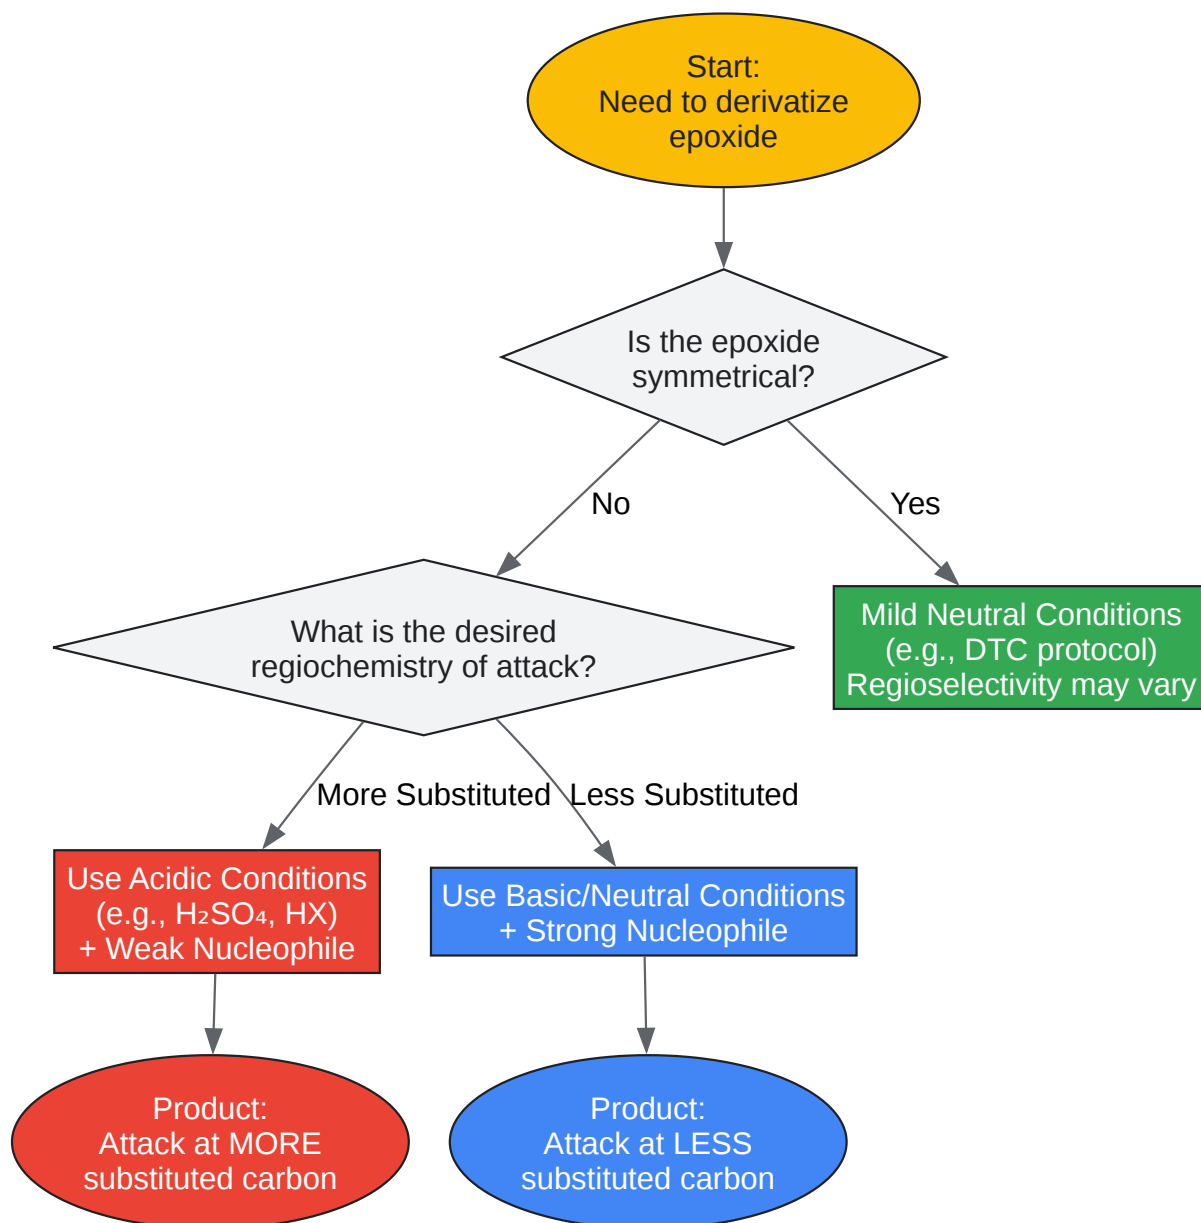 Start:
Need to derivatize
epoxide
Is the epoxide
symmetrical?
No
Yes
What is the desired
regiochemistry of attack?
Mild Neutral Conditions
(e.g., DTC protocol)
Regioselectivity may vary
More Substituted
Less Substituted
Use Acidic Conditions
(e.g., H₂SO₄, HX)
+ Weak Nucleophile
Use Basic/Neutral Conditions
+ Strong Nucleophile
Product:
Attack at MORE
substituted carbon
Product:
Attack at LESS
substituted carbon